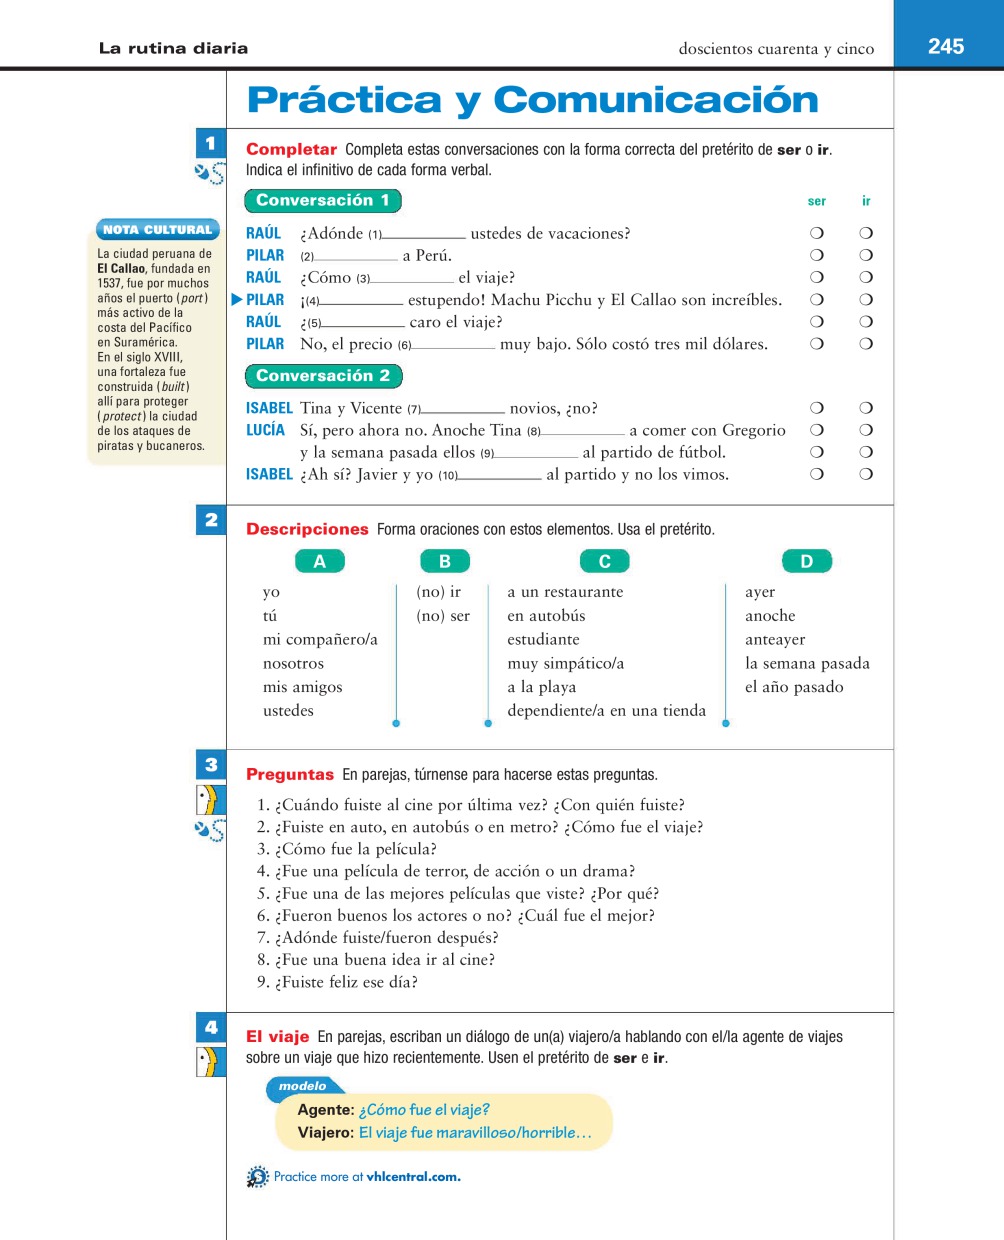 La rutina diaria
doscientos cuarenta y cinco
245
Práctica y Comunicación
1
Completar Completa estas conversaciones con la forma correcta del pretérito de ser o ir.
Indica el infinitivo de cada forma verbal.
Conversación 1
ser ir
RAÚL ¿Adónde (1)__________ ustedes de vacaciones?
PILAR (2)__________ a Perú.
RAÚL ¿Cómo (3)__________ el viaje?
PILAR ¡(4)__________ estupendo! Machu Picchu y El Callao son increíbles.
RAÚL ¿(5)__________ caro el viaje?
PILAR No, el precio (6)__________ muy bajo. Sólo costó tres mil dólares.
Conversación 2
ISABEL Tina y Vicente (7)__________ novios, ¿no?
LUCÍA Sí, pero ahora no. Anoche Tina (8)__________ a comer con Gregorio
y la semana pasada ellos (9)__________ al partido de fútbol.
ISABEL ¿Ah sí? Javier y yo (10)__________ al partido y no los vimos.
NOTA CULTURAL
La ciudad peruana de
El Callao, fundada en
1537, fue por muchos
años el puerto (port)
más activo de la
costa del Pacífico
en Suramérica.
En el siglo XVIII,
una fortaleza fue
construida (built)
allí para proteger
(protect) la ciudad
de los ataques de
piratas y bucaneros.
2
Descripciones Forma oraciones con estos elementos. Usa el pretérito.
A B C D
yo (no) ir a un restaurante ayer
tú (no) ser en autobús anoche
mi compañero/a estudiante anteayer
nosotros muy simpático/a la semana pasada
mis amigos a la playa el año pasado
ustedes dependiente/a en una tienda
3
Preguntas En parejas, túrnense para hacerse estas preguntas.
1. ¿Cuándo fuiste al cine por última vez? ¿Con quién fuiste?
2. ¿Fuiste en auto, en autobús o en metro? ¿Cómo fue el viaje?
3. ¿Cómo fue la película?
4. ¿Fue una película de terror, de acción o un drama?
5. ¿Fue una de las mejores películas que viste? ¿Por qué?
6. ¿Fueron buenos los actores o no? ¿Cuál fue el mejor?
7. ¿Adónde fuiste/fueron después?
8. ¿Fue una buena idea ir al cine?
9. ¿Fuiste feliz ese día?
4
El viaje En parejas, escriban un diálogo de un(a) viajero/a hablando con el/la agente de viajes
sobre un viaje que hizo recientemente. Usen el pretérito de ser e ir.
modelo
Agente: ¿Cómo fue el viaje?
Viajero: El viaje fue maravilloso/horrible…
Practice more at vhlcentral.com.